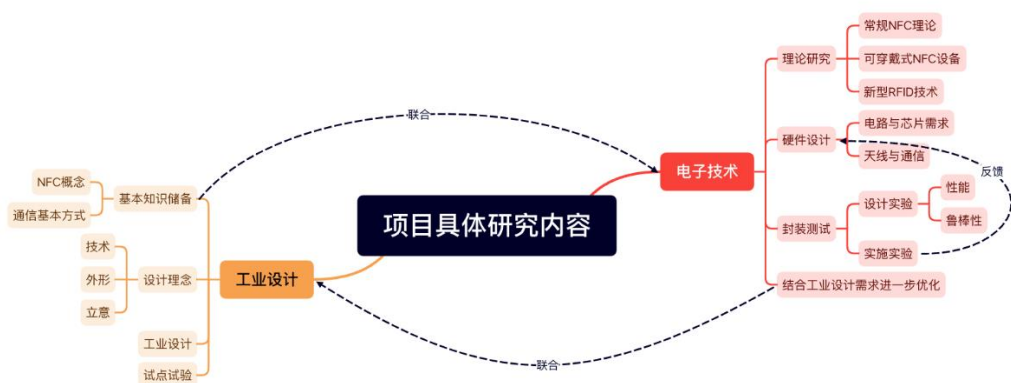 项目具体研究内容
电子技术
理论研究
常规NFC理论
可穿戴式NFC设备
新型RFID技术
硬件设计
电路与芯片需求
天线与通信
封装测试
设计实验
性能
鲁棒性
实施实验
结合工业设计需求进一步优化
反馈
联合
联合
工业设计
基本知识储备
NFC概念
通信基本方式
设计理念
技术
外形
立意
工业设计
试点试验